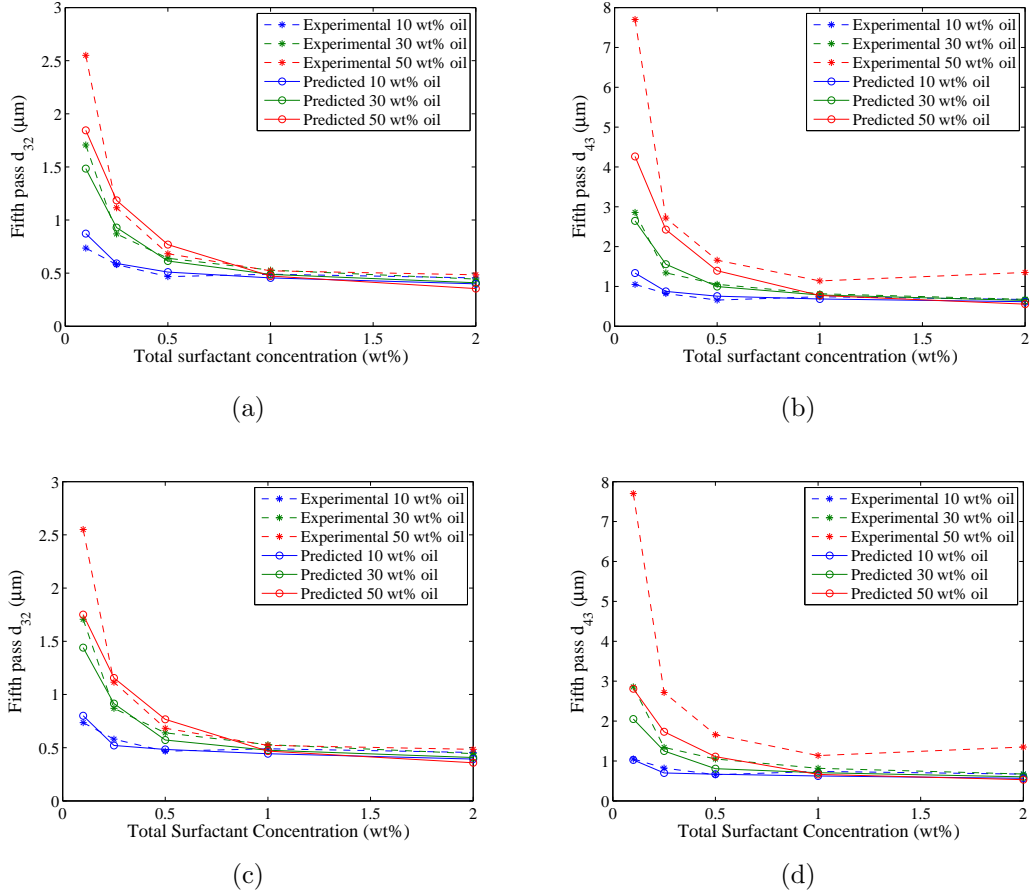 3
2.5
2
1.5
1
0.5
0
Fifth pass d32 (μm)
Experimental 10 wt% oil
Experimental 30 wt% oil
Experimental 50 wt% oil
Predicted 10 wt% oil
Predicted 30 wt% oil
Predicted 50 wt% oil
0 0.5 1 1.5 2
Total surfactant concentration (wt%)
(a)
8
7
6
5
4
3
2
1
0
Fifth pass d43 (μm)
Experimental 10 wt% oil
Experimental 30 wt% oil
Experimental 50 wt% oil
Predicted 10 wt% oil
Predicted 30 wt% oil
Predicted 50 wt% oil
0 0.5 1 1.5 2
Total surfactant concentration (wt%)
(b)
3
2.5
2
1.5
1
0.5
0
Fifth pass d32 (μm)
Experimental 10 wt% oil
Experimental 30 wt% oil
Experimental 50 wt% oil
Predicted 10 wt% oil
Predicted 30 wt% oil
Predicted 50 wt% oil
0 0.5 1 1.5 2
Total Surfactant Concentration (wt%)
(c)
8
7
6
5
4
3
2
1
0
Fifth pass d43 (μm)
Experimental 10 wt% oil
Experimental 30 wt% oil
Experimental 50 wt% oil
Predicted 10 wt% oil
Predicted 30 wt% oil
Predicted 50 wt% oil
0 0.5 1 1.5 2
Total Surfactant Concentration (wt%)
(d)